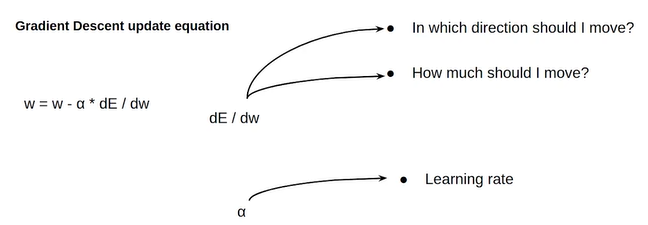 Gradient Descent update equation
In which direction should I move?
How much should I move?
w = w - α * dE / dw
dE / dw
Learning rate
α